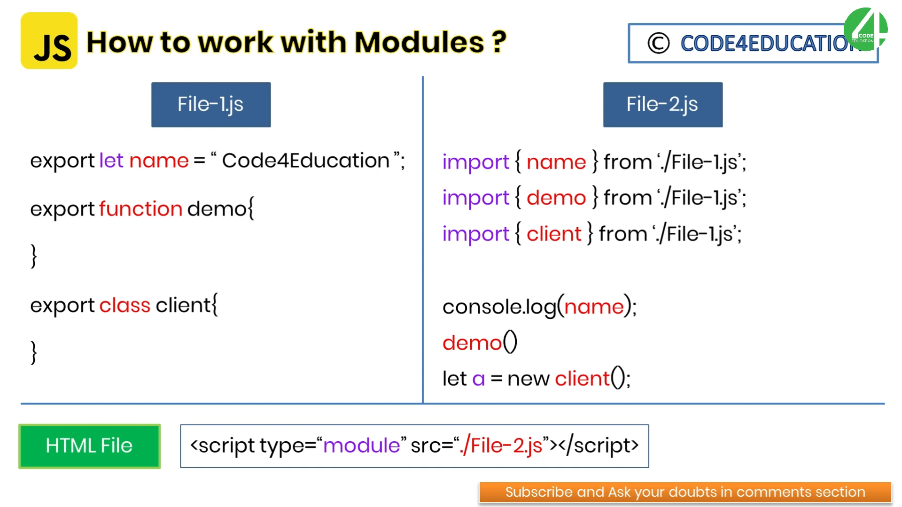 JS How to work with Modules ?
© CODE4EDUCATION
4
CODE
File-1.js
export let name = “ Code4Education ”;
export function demo{
}
export class client{
}
File-2.js
import { name } from ‘./File-1.js’;
import { demo } from ‘./File-1.js’;
import { client } from ‘./File-1.js’;
console.log(name);
demo()
let a = new client();
HTML File
<script type=“module” src=“./File-2.js”></script>
Subscribe and Ask your doubts in comments section